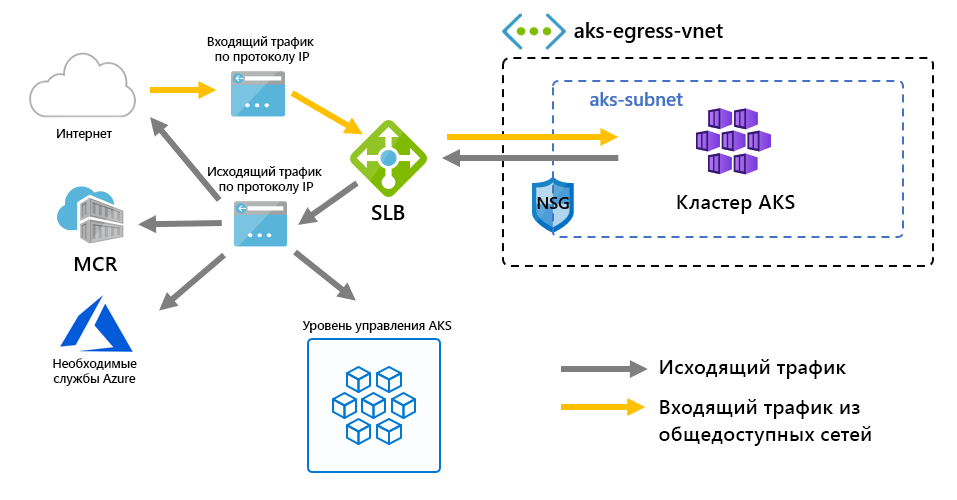 Входящий трафик
по протоколу IP
aks-egress-vnet
aks-subnet
Интернет
Исходящий трафик
по протоколу IP
SLB
NSG
Кластер AKS
MCR
Уровень управления AKS
Необходимые
службы Azure
Исходящий трафик
Входящий трафик из
общедоступных сетей